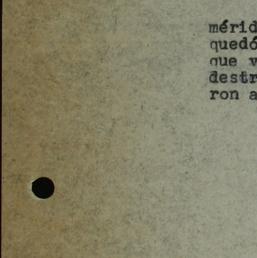 mérid
quedó
que v
destr
ron a